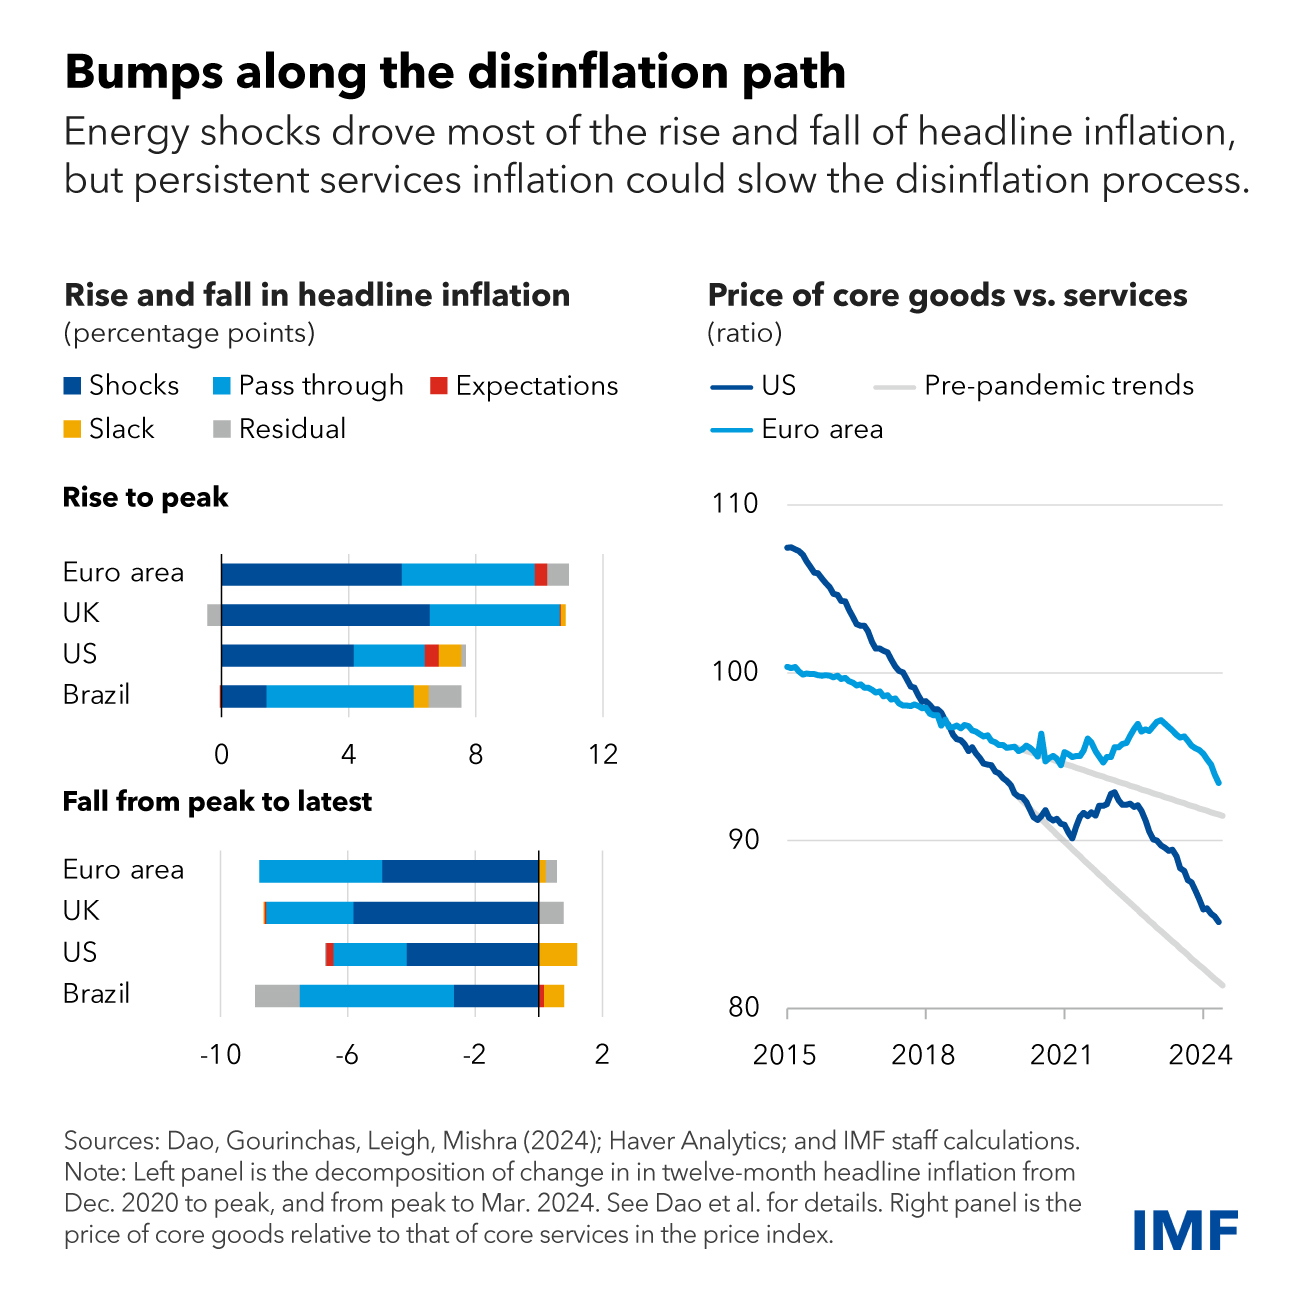 Bumps along the disinflation path
Energy shocks drove most of the rise and fall of headline inflation,
but persistent services inflation could slow the disinflation process.
Rise and fall in headline inflation
(percentage points)
Shocks Pass through Expectations
Slack Residual
Rise to peak
Euro area
UK
US
Brazil
0 4 8 12
Fall from peak to latest
Euro area
UK
US
Brazil
-10 -6 -2 2
Price of core goods vs. services
(ratio)
US Pre-pandemic trends
Euro area
110
100
90
80
2015 2018 2021 2024
Sources: Dao, Gourinchas, Leigh, Mishra (2024); Haver Analytics; and IMF staff calculations.
Note: Left panel is the decomposition of change in in twelve-month headline inflation from
Dec. 2020 to peak, and from peak to Mar. 2024. See Dao et al. for details. Right panel is the
price of core goods relative to that of core services in the price index.
IMF